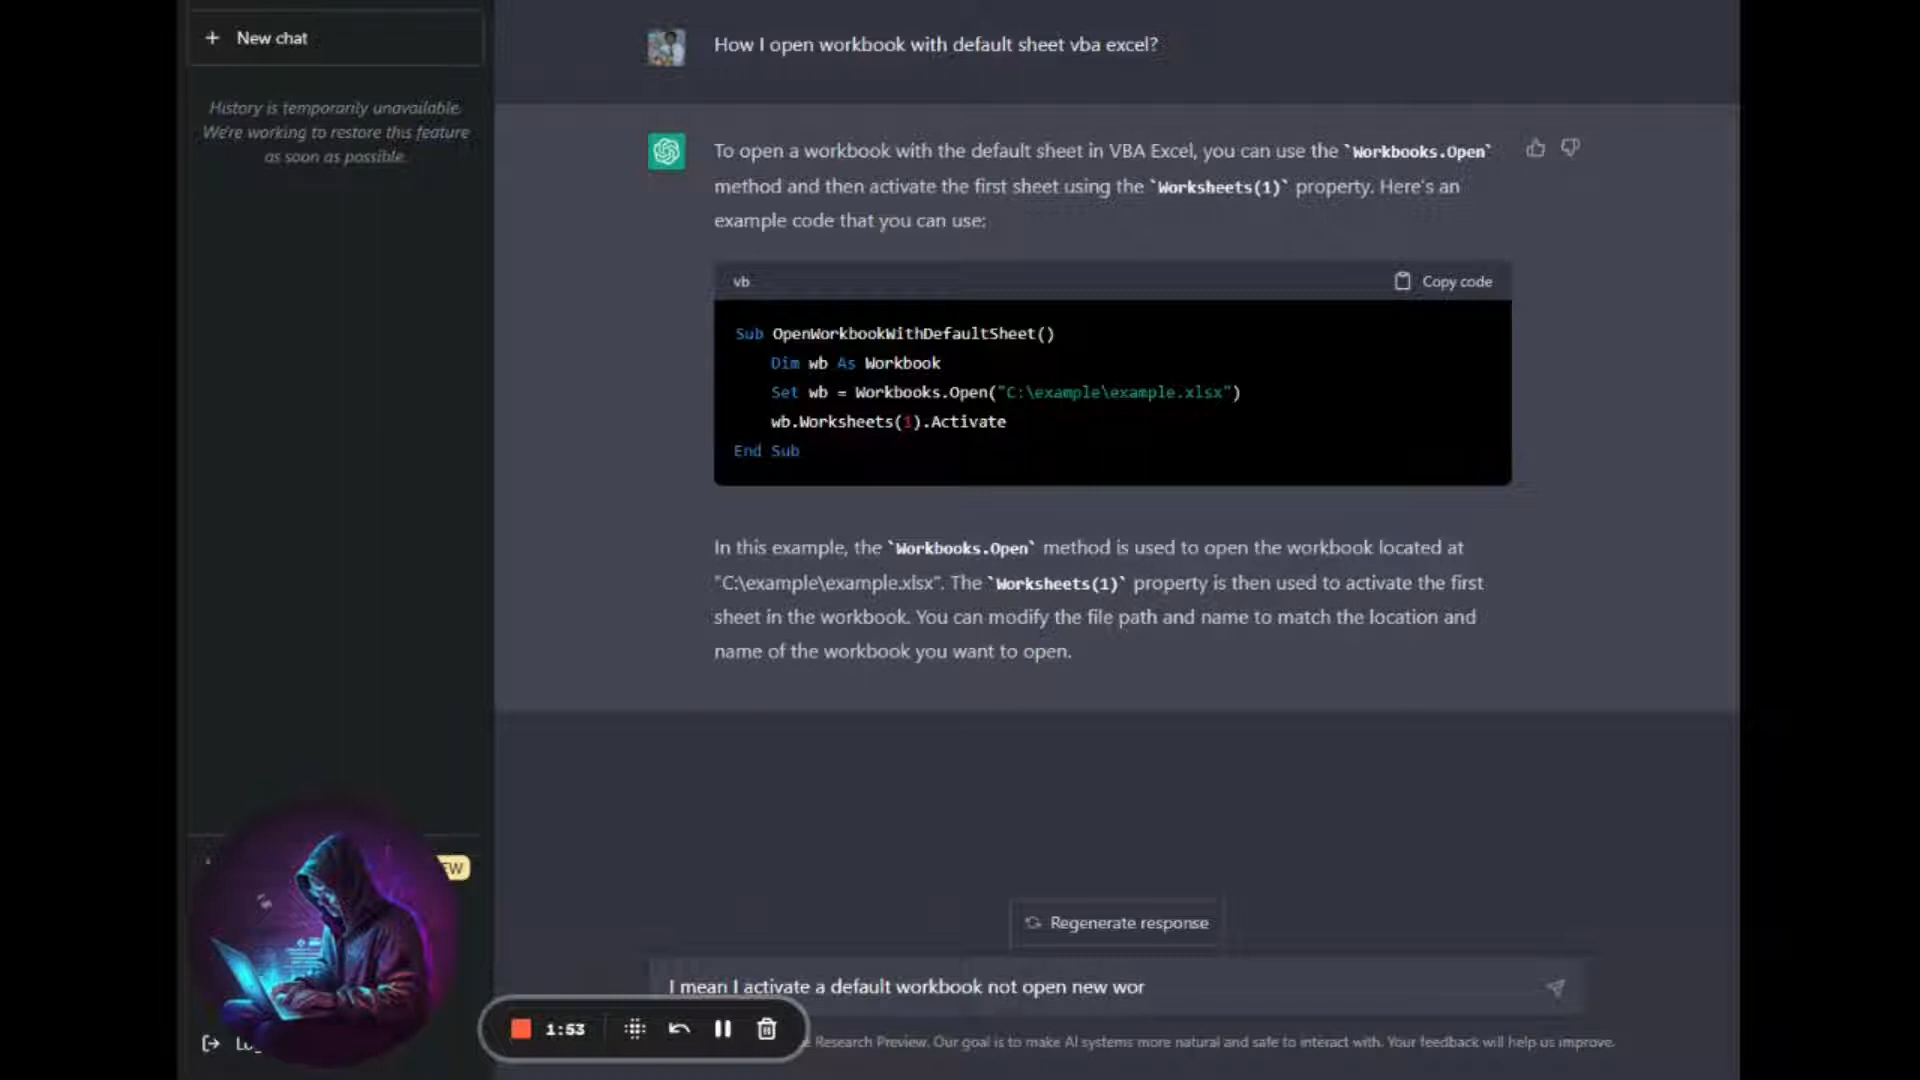 + New chat
History is temporarily unavailable.
We're working to restore this feature
as soon as possible.
How I open workbook with default sheet vba excel?
To open a workbook with the default sheet in VBA Excel, you can use the `Workbooks.Open`
method and then activate the first sheet using the `Worksheets(1)` property. Here's an
example code that you can use:
vb
Copy code
Sub OpenWorkbookWithDefaultSheet()
Dim wb As Workbook
Set wb = Workbooks.Open("C:\example\example.xlsx")
wb.Worksheets(1).Activate
End Sub
In this example, the `Workbooks.Open` method is used to open the workbook located at
"C:\example\example.xlsx". The `Worksheets(1)` property is then used to activate the first
sheet in the workbook. You can modify the file path and name to match the location and
name of the workbook you want to open.
Regenerate response
I mean I activate a default workbook not open new wor
1:53
Research Preview. Our goal is to make AI systems more natural and safe to interact with. Your feedback will help us improve.